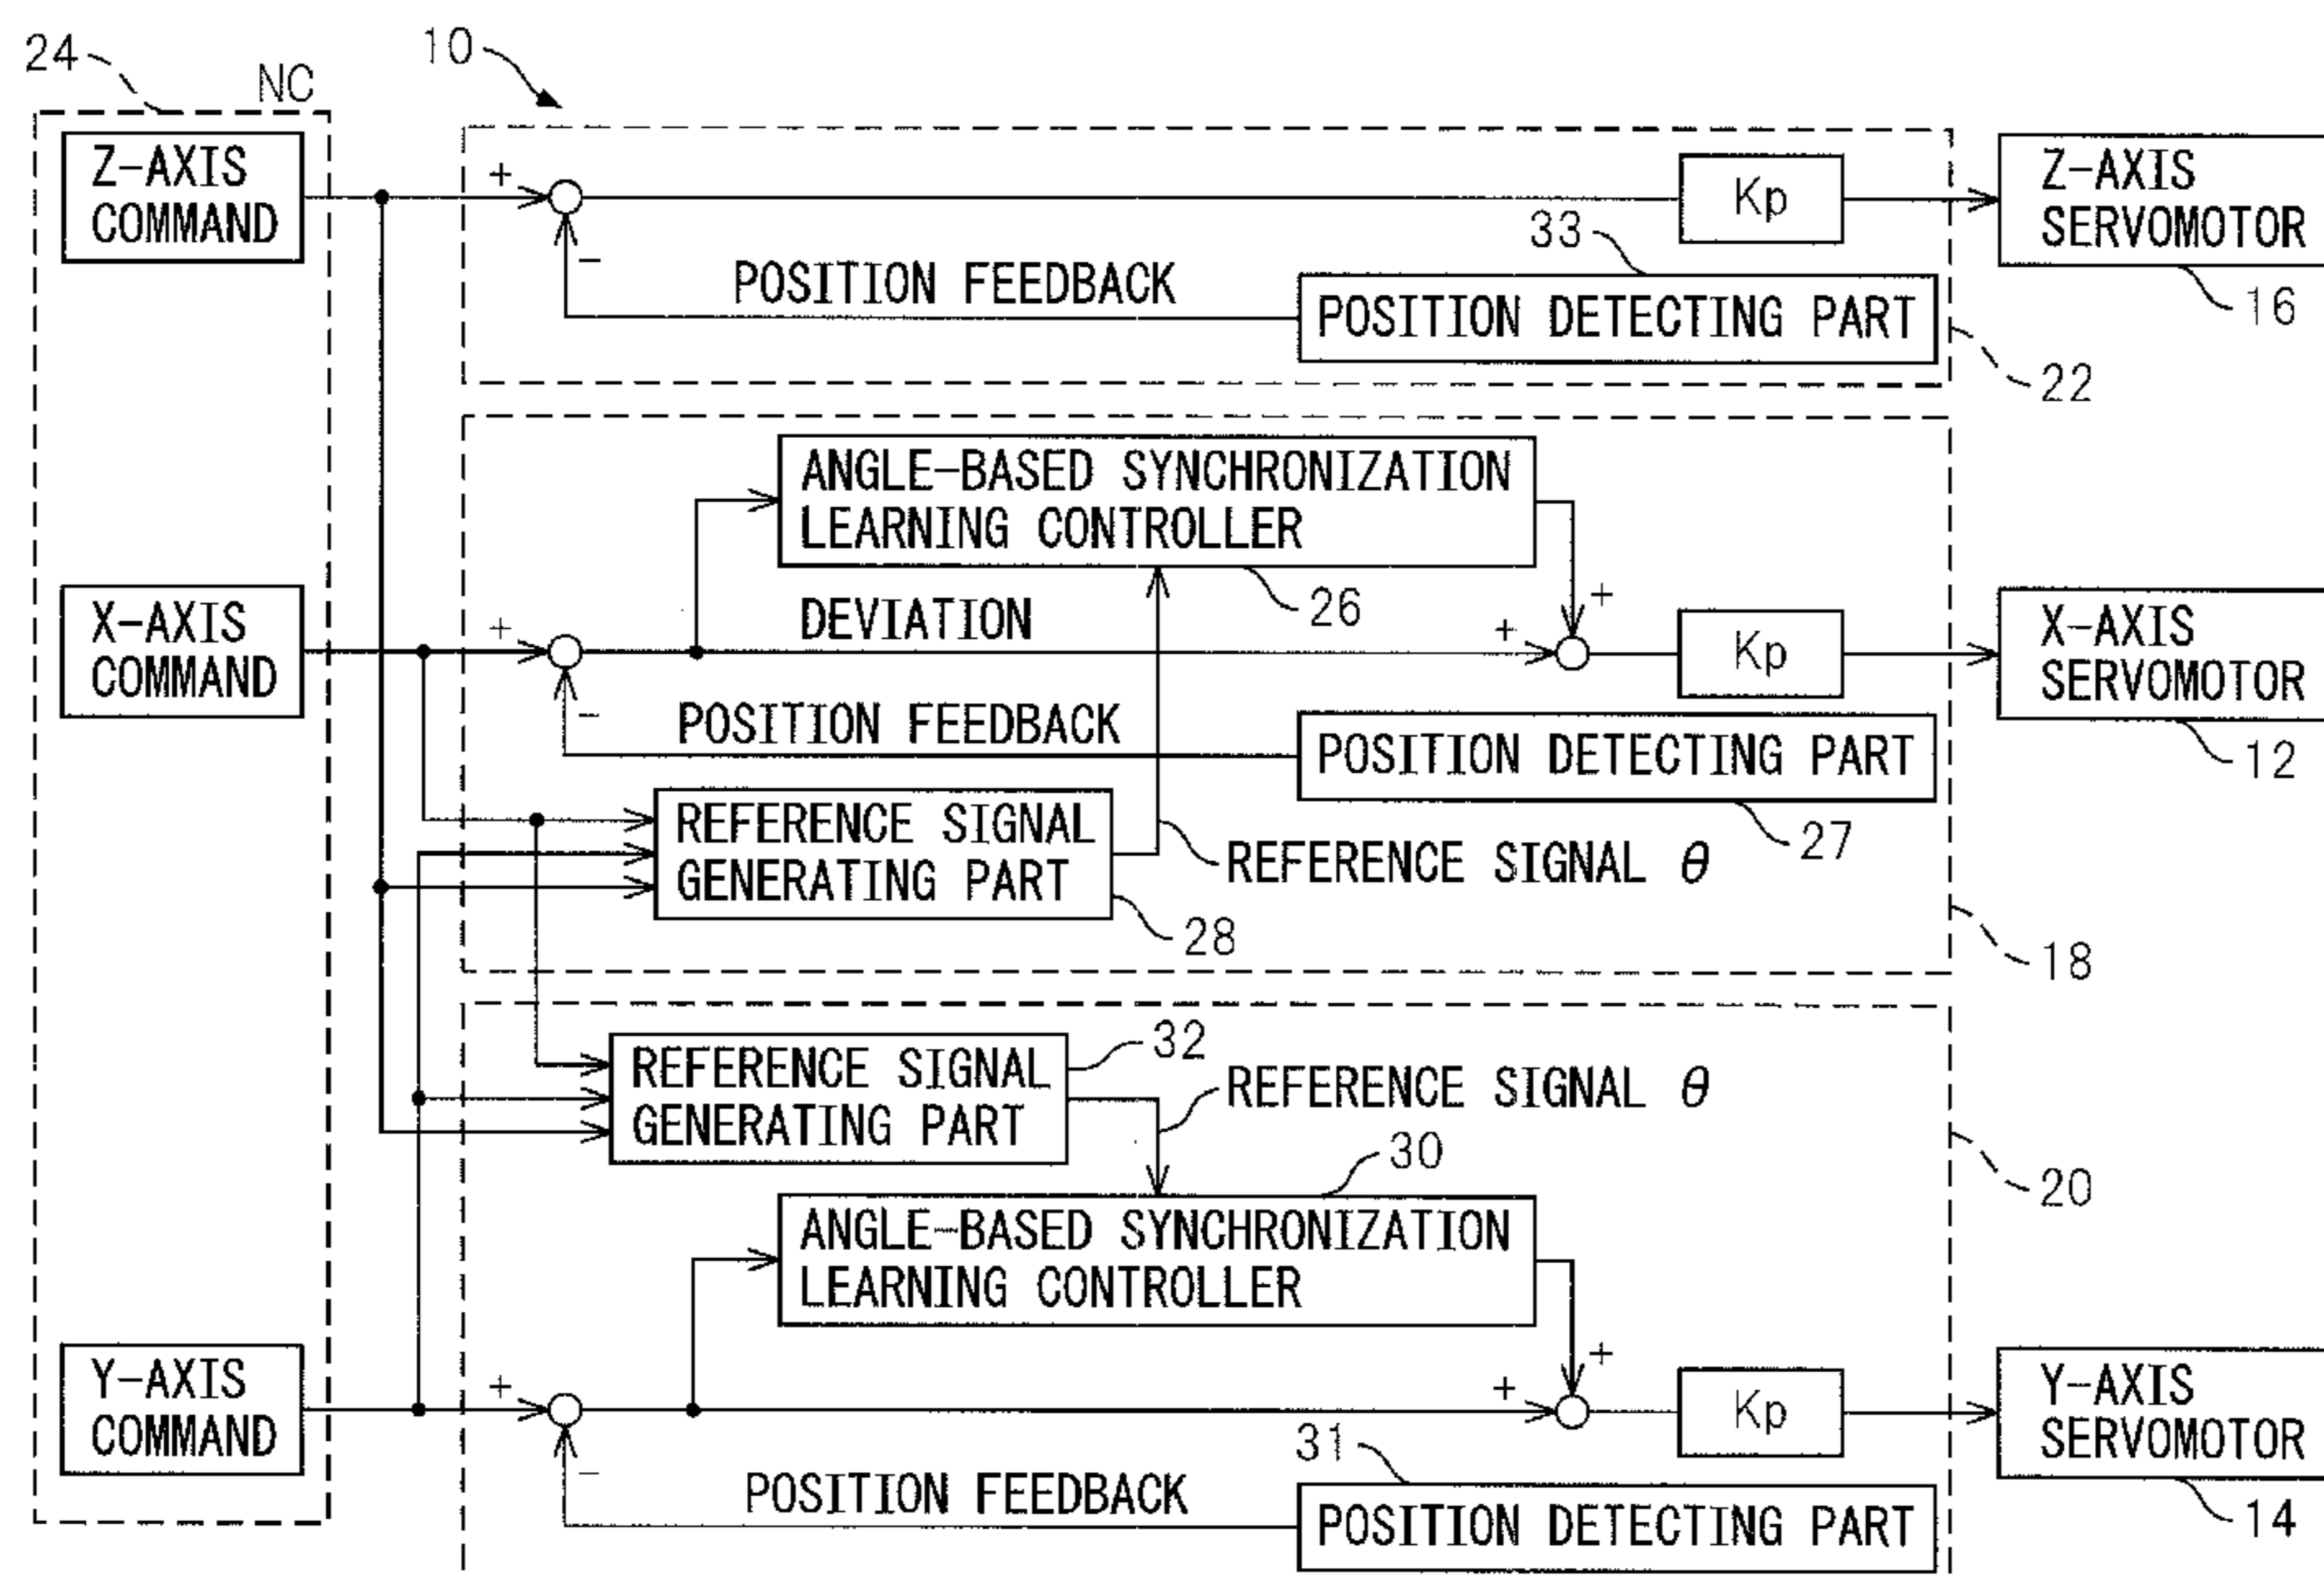 24
NC
10
Z-AXIS
COMMAND
+
Kp
Z-AXIS
SERVOMOTOR
16
−
POSITION FEEDBACK
33
POSITION DETECTING PART
22
ANGLE-BASED SYNCHRONIZATION
LEARNING CONTROLLER
26
X-AXIS
COMMAND
+
DEVIATION
+
+
Kp
X-AXIS
SERVOMOTOR
12
−
POSITION FEEDBACK
POSITION DETECTING PART
27
REFERENCE SIGNAL
GENERATING PART
28
REFERENCE SIGNAL θ
18
REFERENCE SIGNAL
GENERATING PART
32
REFERENCE SIGNAL θ
30
20
ANGLE-BASED SYNCHRONIZATION
LEARNING CONTROLLER
Y-AXIS
COMMAND
+
+
+
Kp
Y-AXIS
SERVOMOTOR
14
−
POSITION FEEDBACK
31
POSITION DETECTING PART